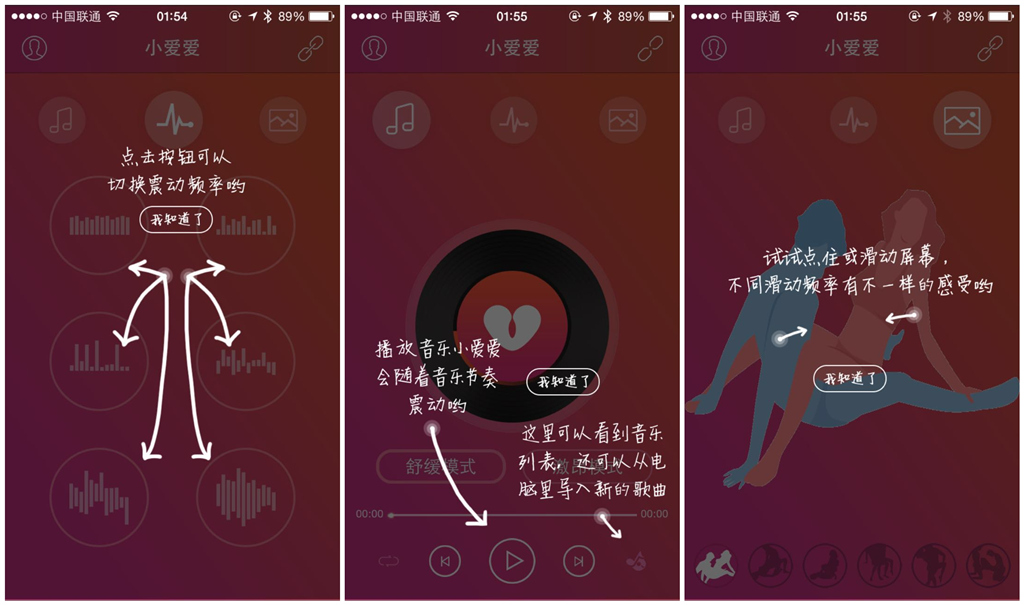 中国联通 01:54 89%
小爱爱
点击按钮可以
切换震动频率哟
我知道了
中国联通 01:55 89%
小爱爱
播放音乐小爱爱
会随着音乐节奏
震动哟
我知道了
这里可以看到音乐
列表，还可以从电
脑里导入新的歌曲
舒缓模式
激昂模式
00:00
00:00
中国联通 01:55 89%
小爱爱
试试点住或滑动屏幕，
不同滑动频率有不一样的感受哟
我知道了